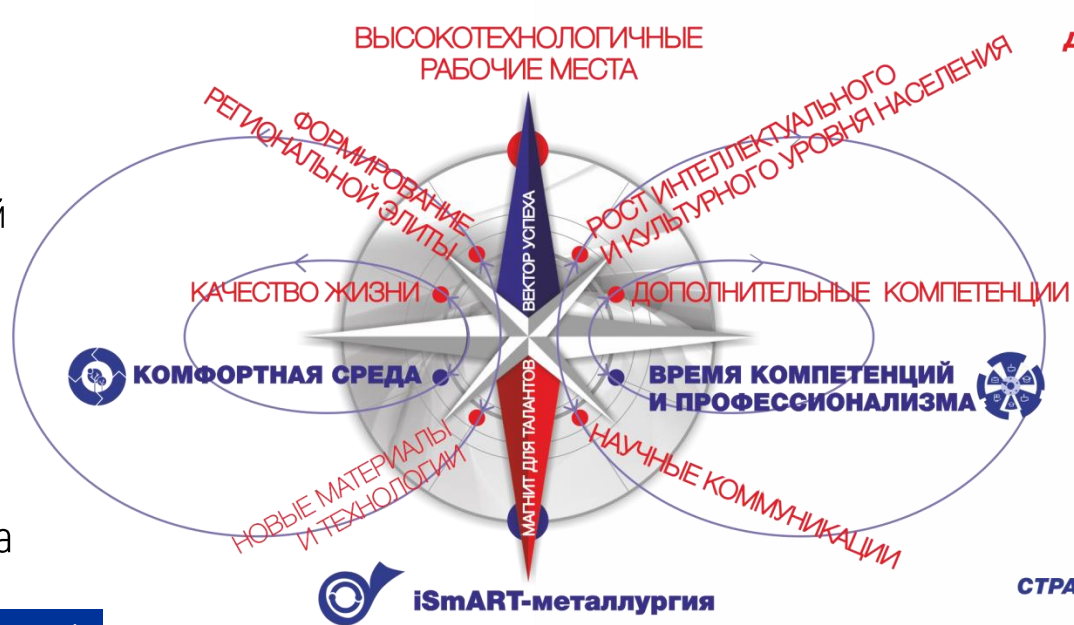 ВЫСОКОТЕХНОЛОГИЧНЫЕ
РАБОЧИЕ МЕСТА
ФОРМИРОВАНИЕ
РЕГИОНАЛЬНОЙ ЭЛИТЫ
РОСТ ИНТЕЛЛЕКТУАЛЬНОГО
И КУЛЬТУРНОГО УРОВНЯ НАСЕЛЕНИЯ
ВЕКТОР УСПЕХА
КАЧЕСТВО ЖИЗНИ
ДОПОЛНИТЕЛЬНЫЕ КОМПЕТЕНЦИИ
КОМФОРТНАЯ СРЕДА
ВРЕМЯ КОМПЕТЕНЦИЙ
И ПРОФЕССИОНАЛИЗМА
МАГНИТ ДЛЯ ТАЛАНТОВ
НОВЫЕ МАТЕРИАЛЫ
И ТЕХНОЛОГИИ
НАУЧНЫЕ КОММУНИКАЦИИ
iSmART-металлургия